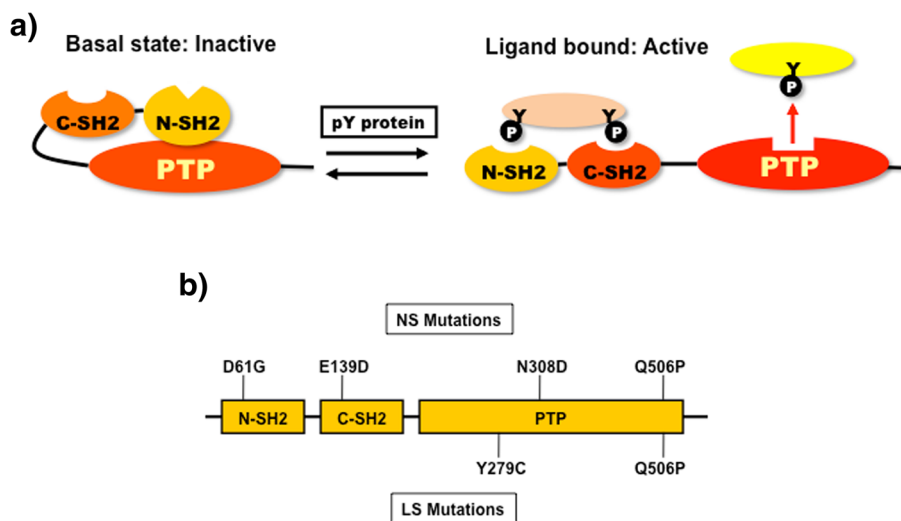 a)
Basal state: Inactive
Ligand bound: Active
C-SH2
N-SH2
PTP
pY protein
Y
P
Y
P
N-SH2
C-SH2
Y
P
PTP
b)
NS Mutations
D61G E139D N308D Q506P
N-SH2 C-SH2 PTP
Y279C Q506P
LS Mutations